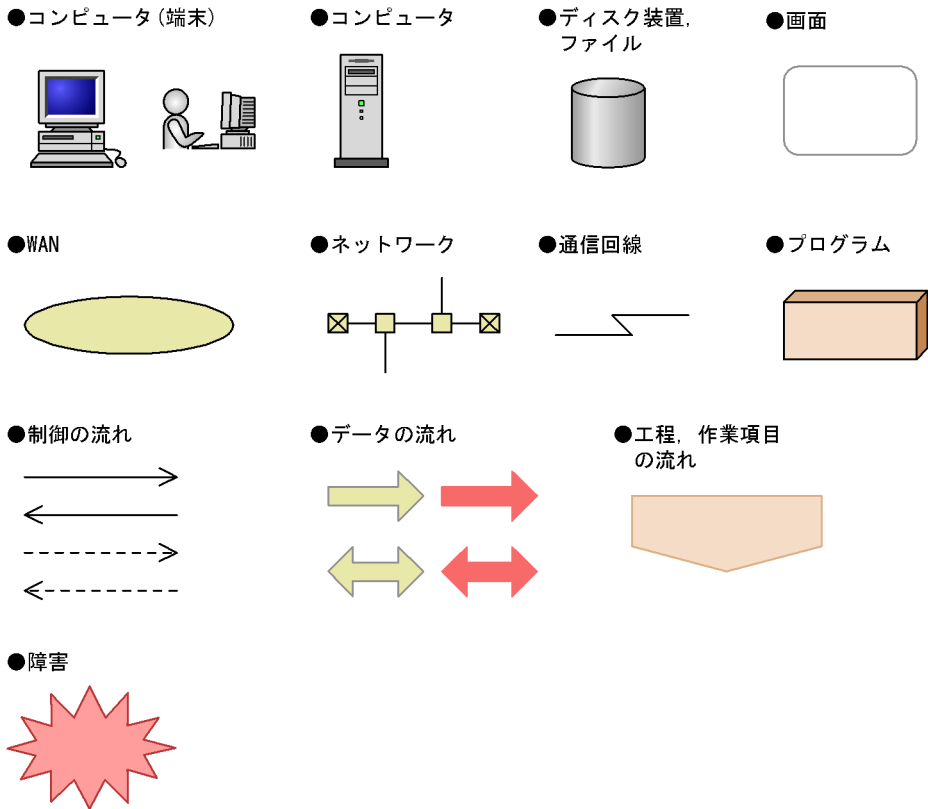 ●コンピュータ(端末)
●コンピュータ
●ディスク装置,
ファイル
●画面
●WAN
●ネットワーク
●通信回線
●プログラム
●制御の流れ
●データの流れ
●工程,作業項目
の流れ
●障害